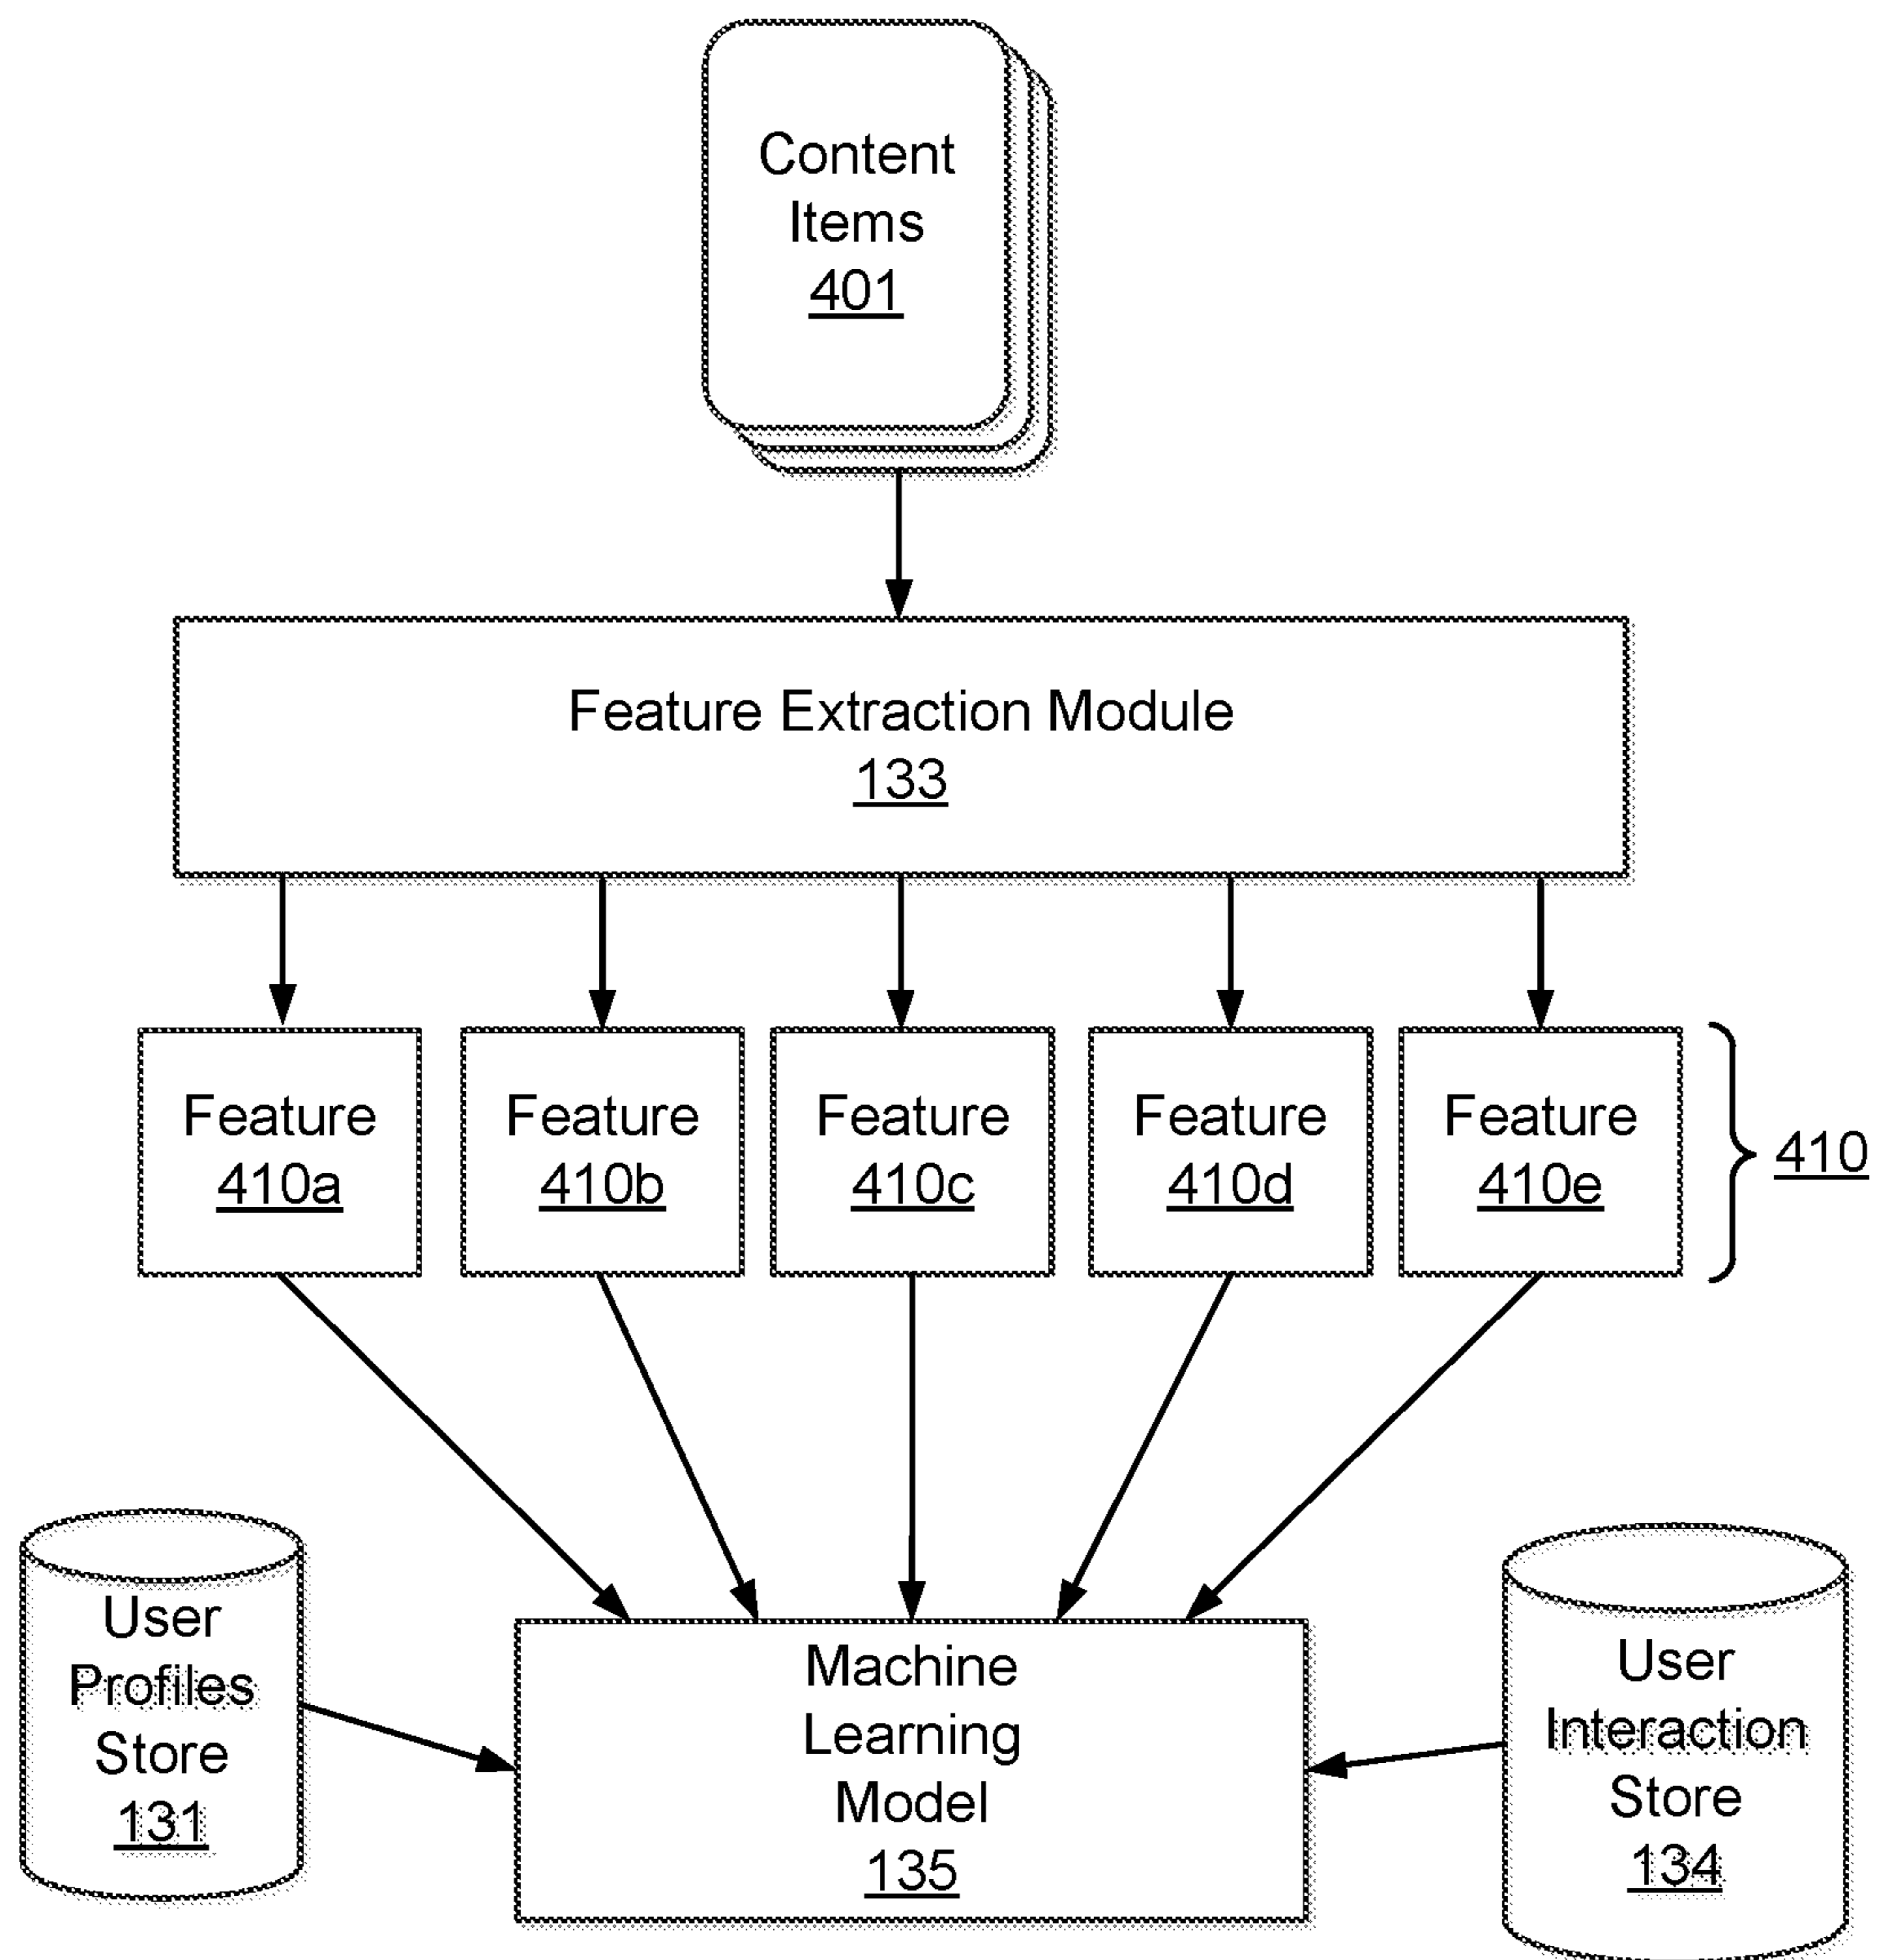 Content
Items
401
Feature Extraction Module
133
Feature
410a
Feature
410b
Feature
410c
Feature
410d
Feature
410e
410
User
Profiles
Store
131
Machine
Learning
Model
135
User
Interaction
Store
134